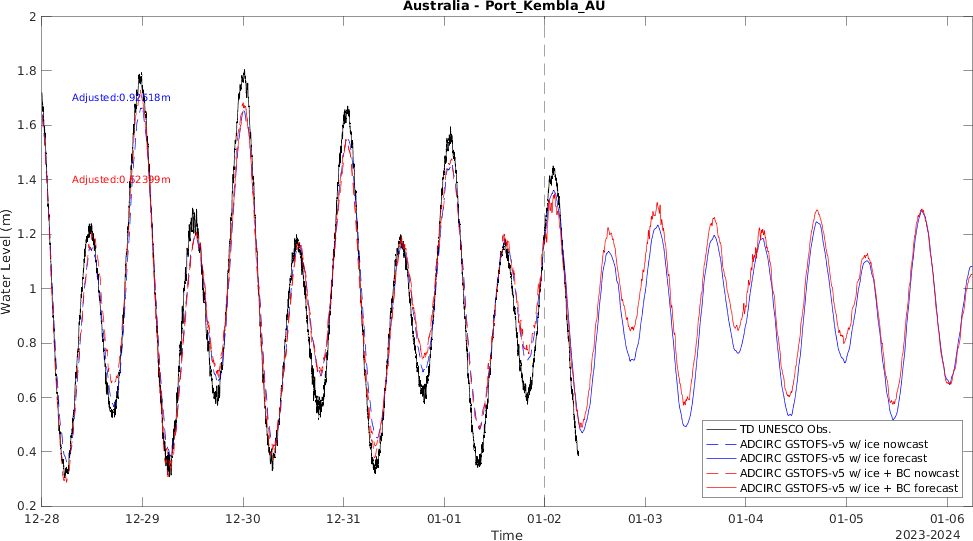 Australia - Port_Kembla_AU
2
1.8
1.6
1.4
1.2
1
0.8
0.6
0.4
0.2
Water Level (m)
Adjusted:0.92618m
Adjusted:0.62399m
TD UNESCO Obs.
ADCIRC GSTOFS-v5 w/ ice nowcast
ADCIRC GSTOFS-v5 w/ ice forecast
ADCIRC GSTOFS-v5 w/ ice + BC nowcast
ADCIRC GSTOFS-v5 w/ ice + BC forecast
12-28 12-29 12-30 12-31 01-01 01-02 01-03 01-04 01-05 01-06
Time
2023-2024